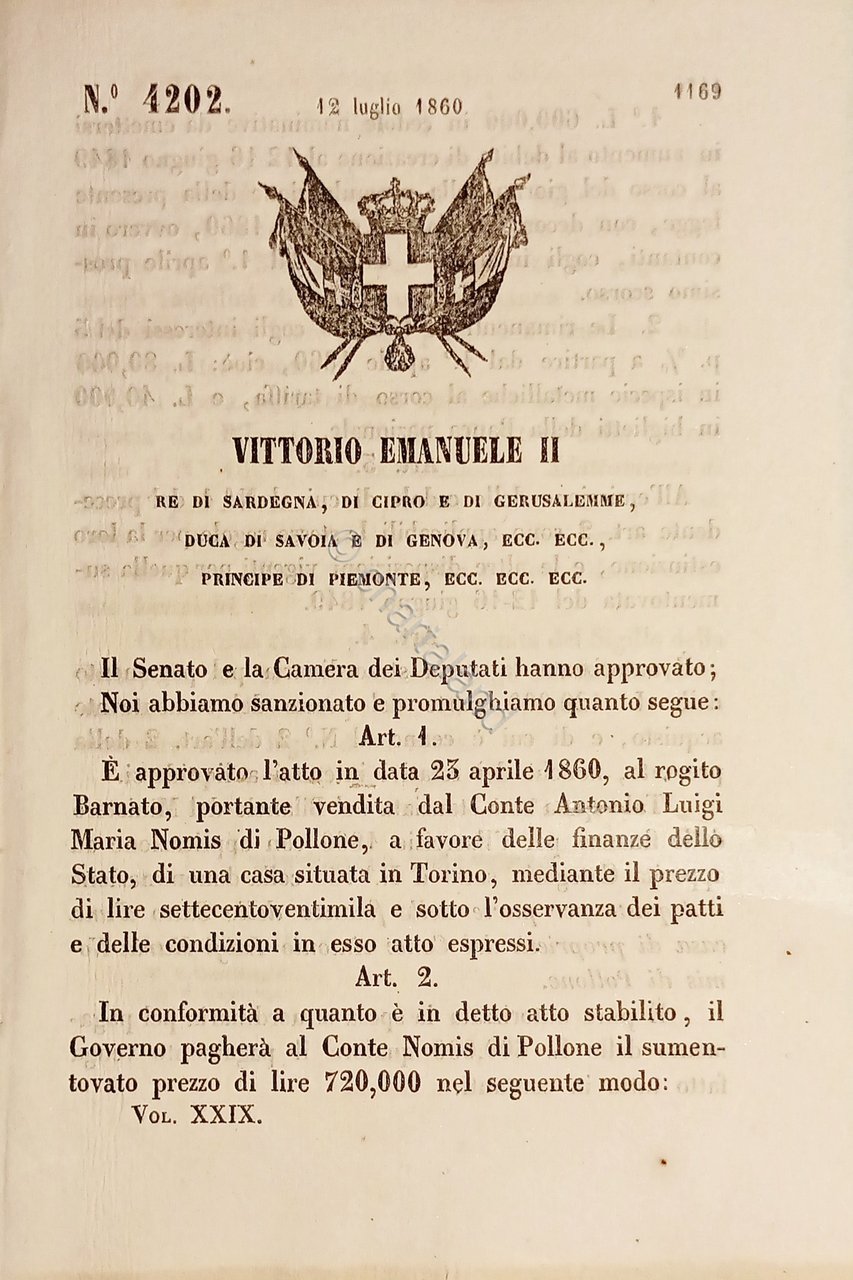 N.º 4202.
12 luglio 1860
1169
VITTORIO EMANUELE II
RE DI SARDEGNA, DI CIPRO E DI GERUSALEMME,
DUCA DI SAVOIA E DI GENOVA, ECC. ECC.,
PRINCIPE DI PIEMONTE, ECC. ECC. ECC.
Il Senato e la Camera dei Deputati hanno approvato;
Noi abbiamo sanzionato e promulghiamo quanto segue:
Art. 1.
È approvato l'atto in data 23 aprile 1860, al rogito
Barnato, portante vendita dal Conte Antonio Luigi
Maria Nomis di Pollone, a favore delle finanze dello
Stato, di una casa situata in Torino, mediante il prezzo
di lire settecentoventimila e sotto l'osservanza dei patti
e delle condizioni in esso atto espressi.
Art. 2.
In conformità a quanto è in detto atto stabilito, il
Governo pagherà al Conte Nomis di Pollone il sumen-
tovato prezzo di lire 720,000 nel seguente modo:
VOL. XXIX.